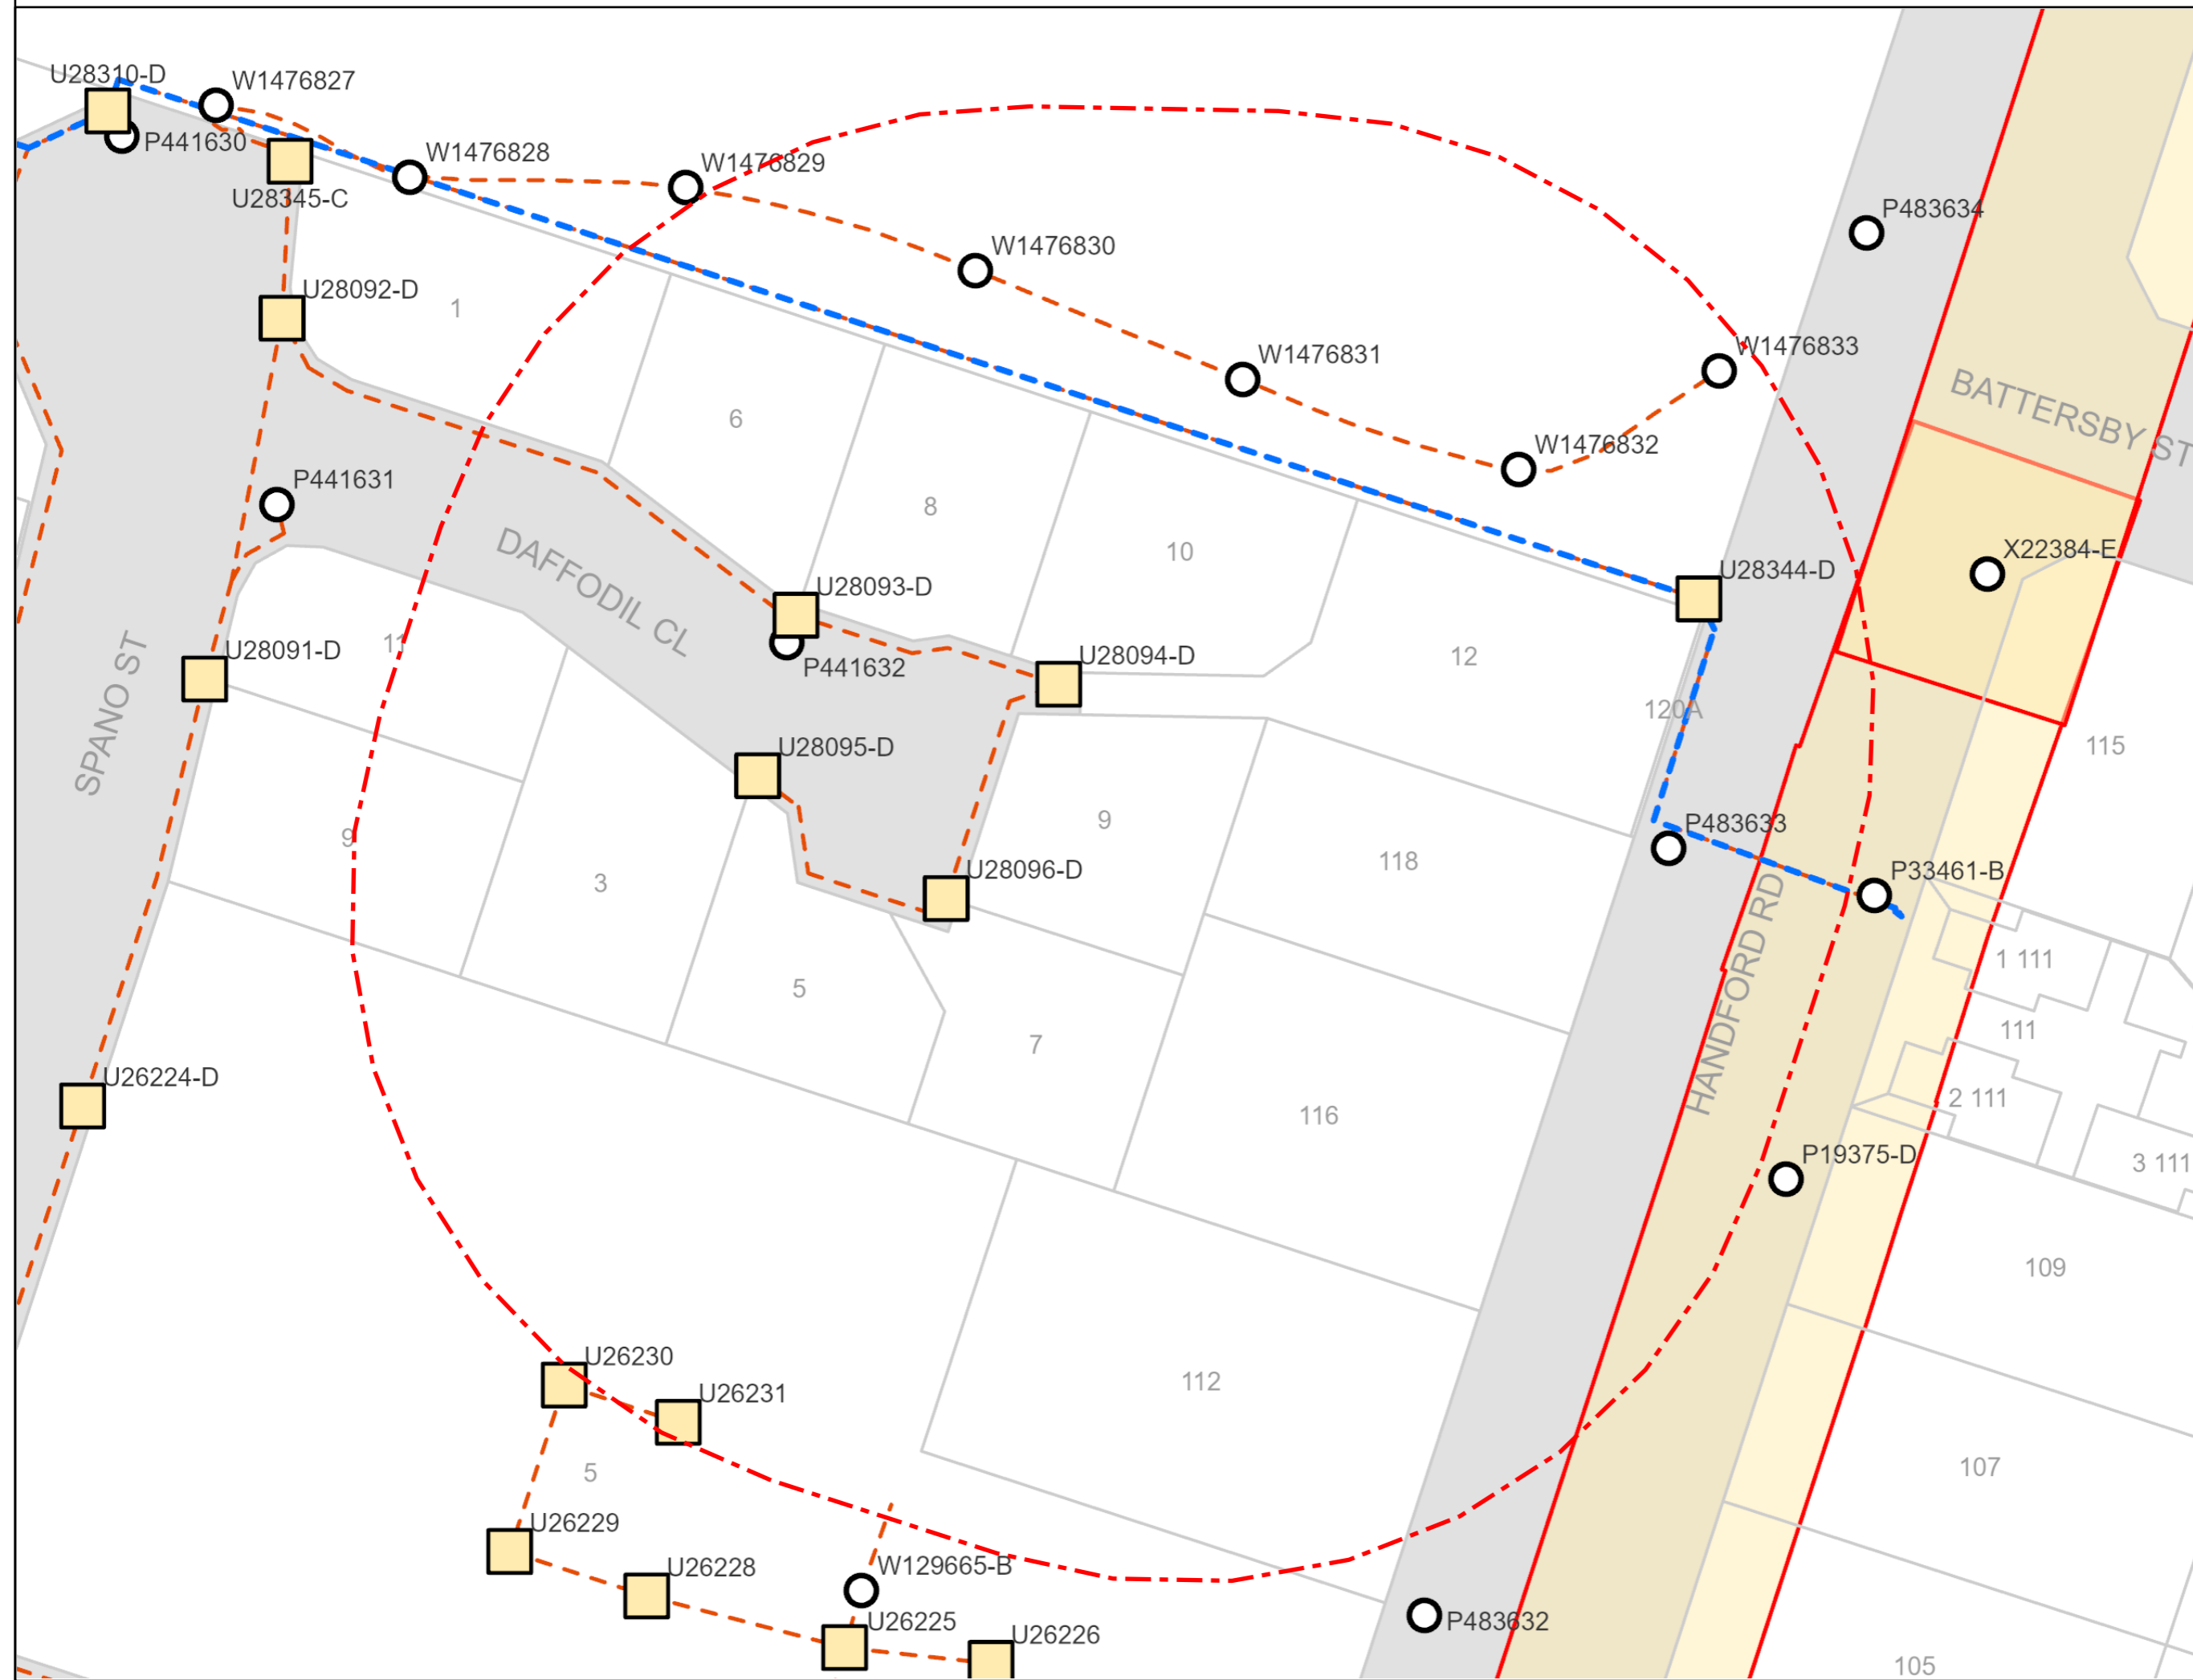 U28310-D
W1476827
P441630
W1476828
W1476829
U28345-C
P483634
W1476830
U28092-D
1
W1476831
W1476833
BATTERSBY ST
6
W1476832
P441631
8
10
X22384-E
DAFFODIL CL
U28093-D
U28344-D
11
U28091-D
P441632
U28094-D
12
SPANO ST
120A
U28095-D
115
9
9
P483633
118
3
U28096-D
P33461-B
HANDFORD RD
1 111
5
111
7
U26224-D
2 111
116
P19375-D
3 111
109
U26230
U26231
112
5
107
U26229
U26228
W129665-B
U26225
U26226
P483632
105